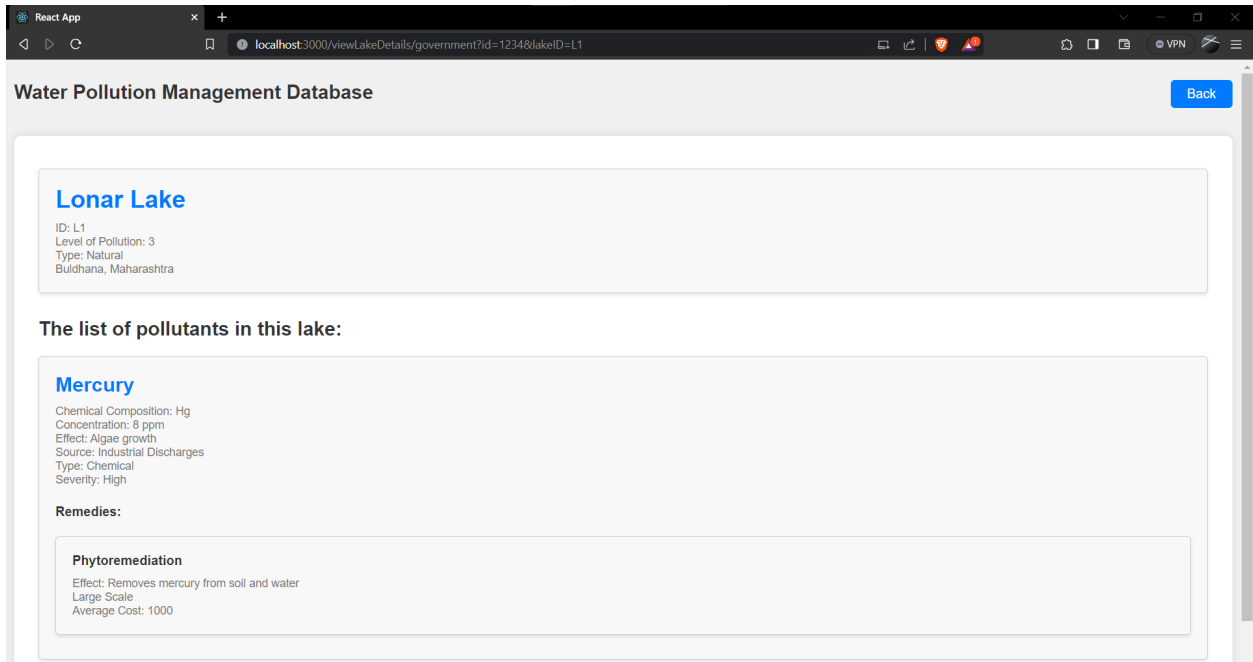 React App
localhost:3000/viewLakeDetails/government?id=1234&lakeID=L1
VPN
Water Pollution Management Database
Back
Lonar Lake
ID: L1
Level of Pollution: 3
Type: Natural
Buldhana, Maharashtra
The list of pollutants in this lake:
Mercury
Chemical Composition: Hg
Concentration: 8 ppm
Effect: Algae growth
Source: Industrial Discharges
Type: Chemical
Severity: High
Remedies:
Phytoremediation
Effect: Removes mercury from soil and water
Large Scale
Average Cost: 1000